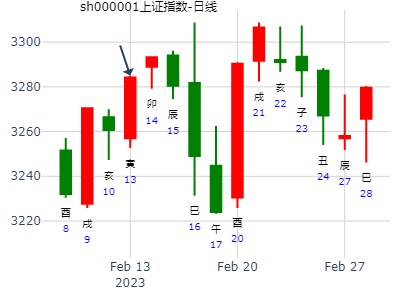 sh000001上证指数-日线
3300
3280
3260
3240
3220
酉
8
戌
9
亥
10
寅
13
卯
14
辰
15
巳
16
午
17
酉
20
戌
21
亥
22
子
23
丑
24
辰
27
巳
28
Feb 13
2023
Feb 20
Feb 27